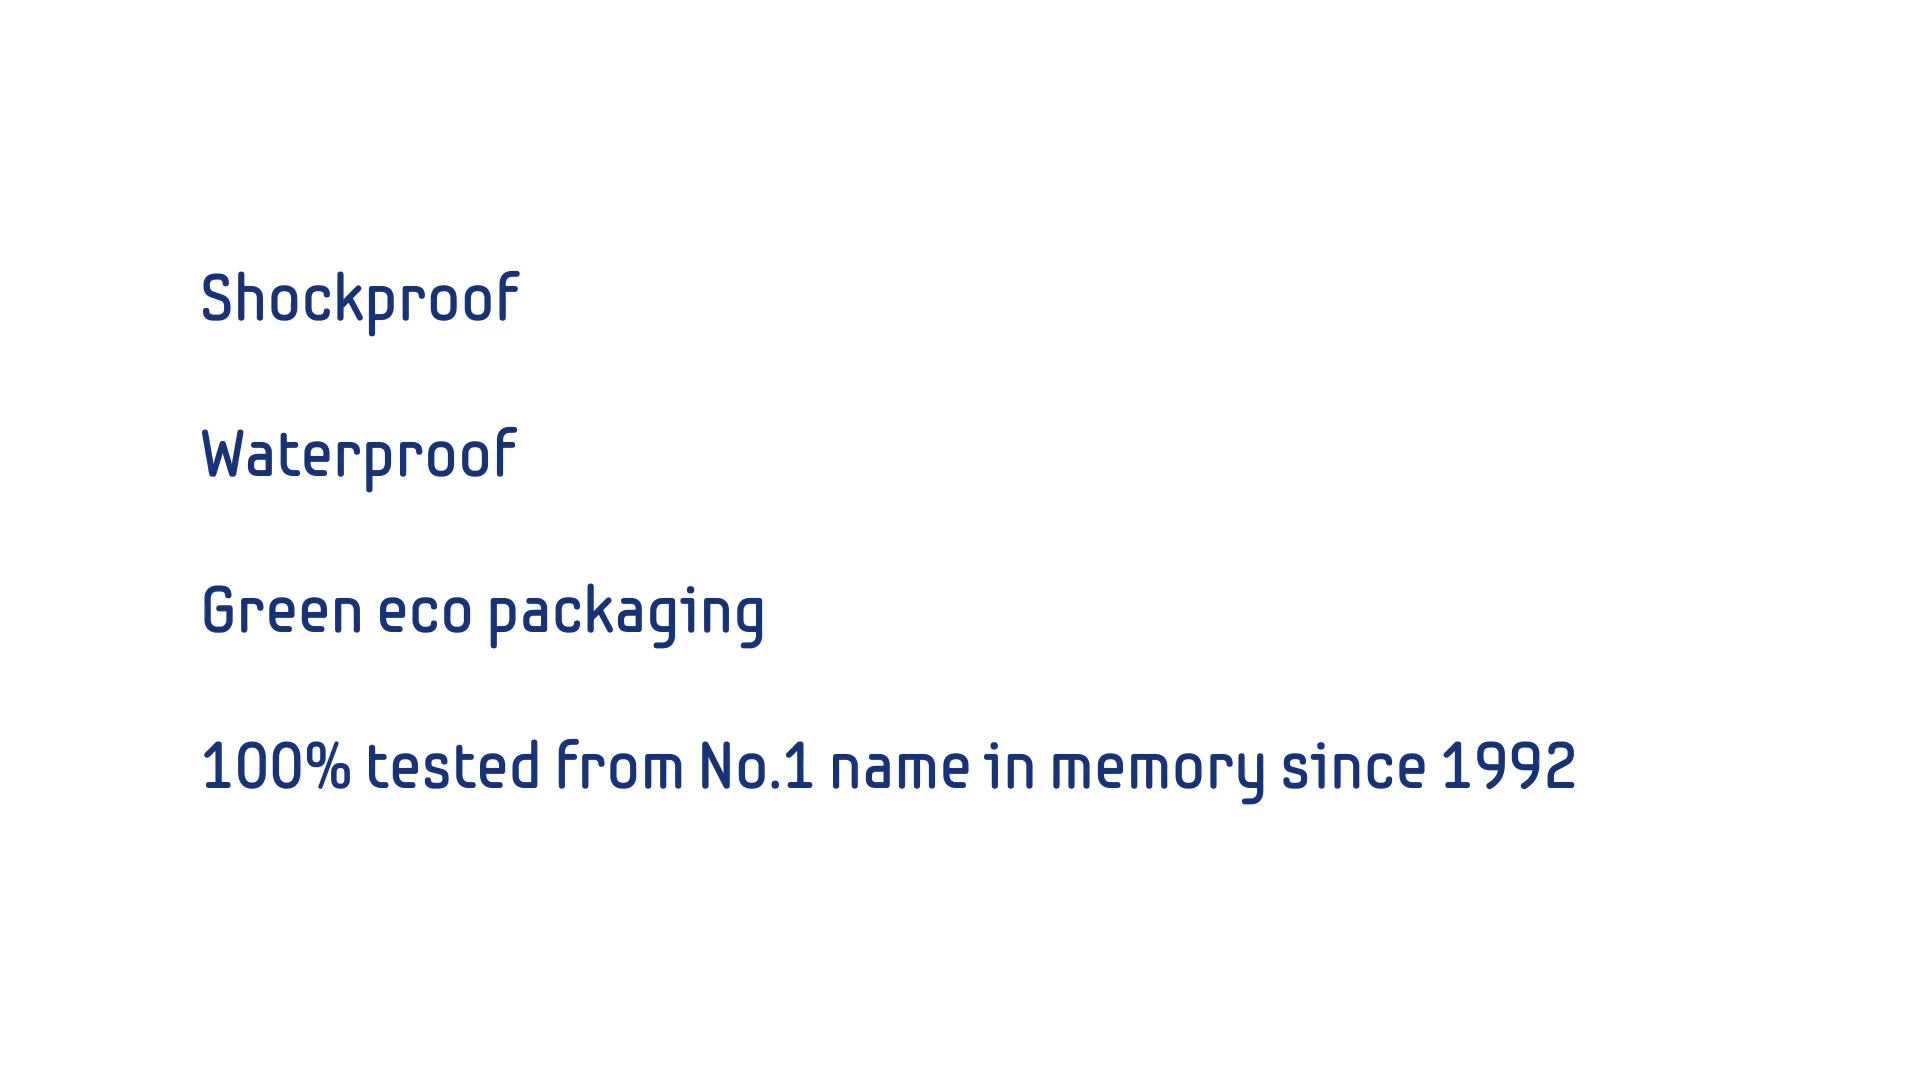 Shockproof
Waterproof
Green eco packaging
100% tested from No.1 name in memory since 1992